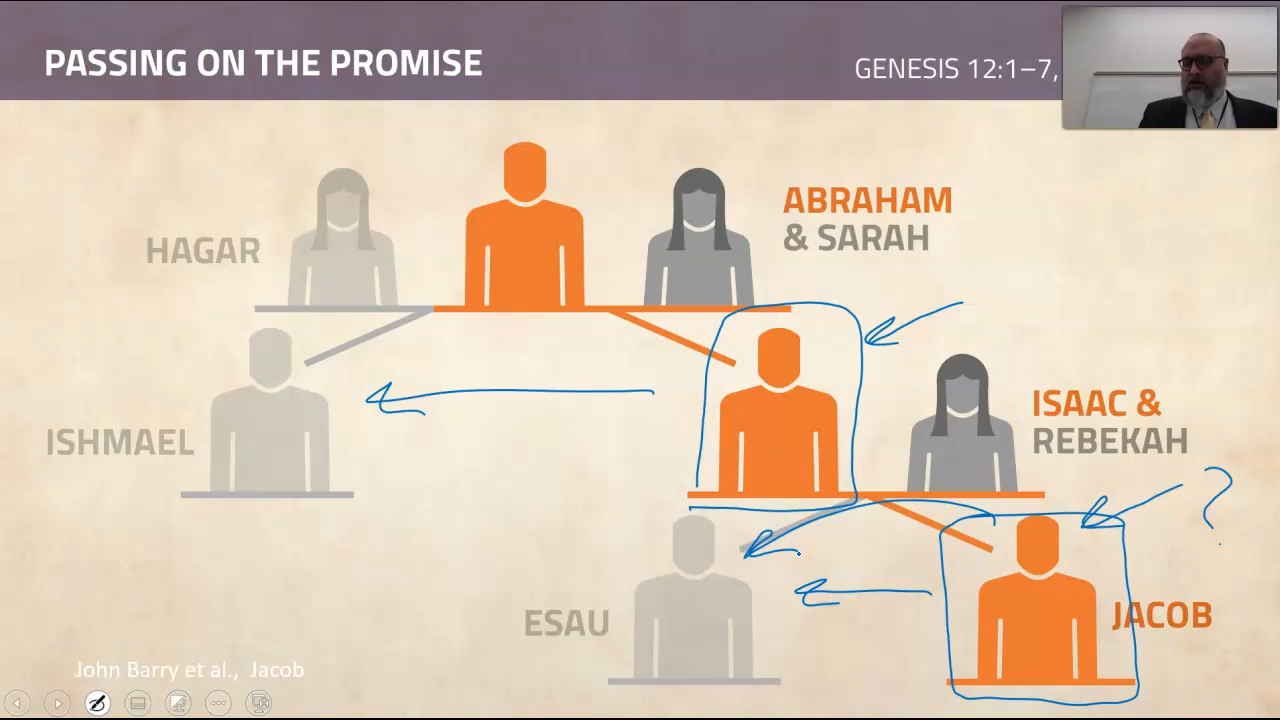 PASSING ON THE PROMISE
GENESIS 12:1–7,
HAGAR
ABRAHAM
& SARAH
ISHMAEL
ISAAC &
REBEKAH
?
ESAU
JACOB
John Barry et al., Jacob